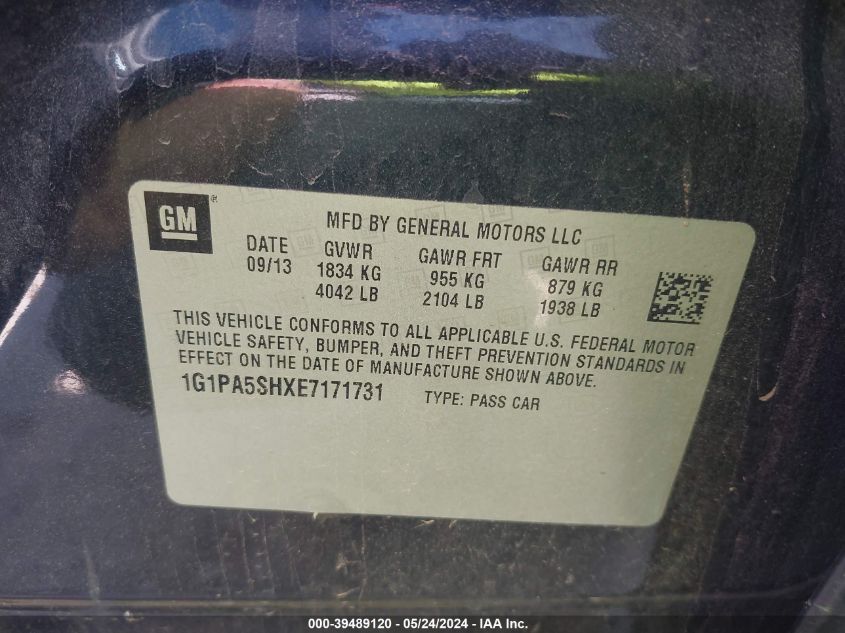 GM ®
MFD BY GENERAL MOTORS LLC
DATE GVWR GAWR FRT GAWR RR
09/13 1834 KG 955 KG 879 KG
4042 LB 2104 LB 1938 LB
THIS VEHICLE CONFORMS TO ALL APPLICABLE U.S. FEDERAL MOTOR
VEHICLE SAFETY, BUMPER, AND THEFT PREVENTION STANDARDS IN
EFFECT ON THE DATE OF MANUFACTURE SHOWN ABOVE.
1G1PA5SHXE7171731 TYPE: PASS CAR
000-39489120 - 05/24/2024 - IAA Inc.